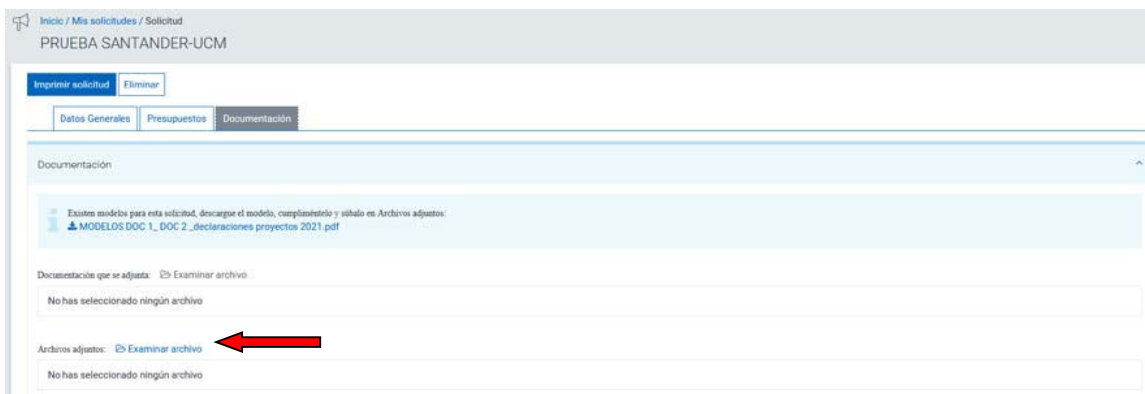 Inicio / Mis solicitudes / Solicitud
PRUEBA SANTANDER-UCM
Imprimir solicitud Eliminar
Datos Generales Presupuestos Documentación
Documentación
Existen modelos para esta solicitud, descargue el modelo, cumpliméntelo y súbalo en Archivos adjuntos:
MODELOS DOC 1_ DOC 2 _declaraciones proyectos 2021.pdf
Documentación que se adjunta: Examinar archivo
No has seleccionado ningún archivo
Archivos adjuntos: Examinar archivo
No has seleccionado ningún archivo